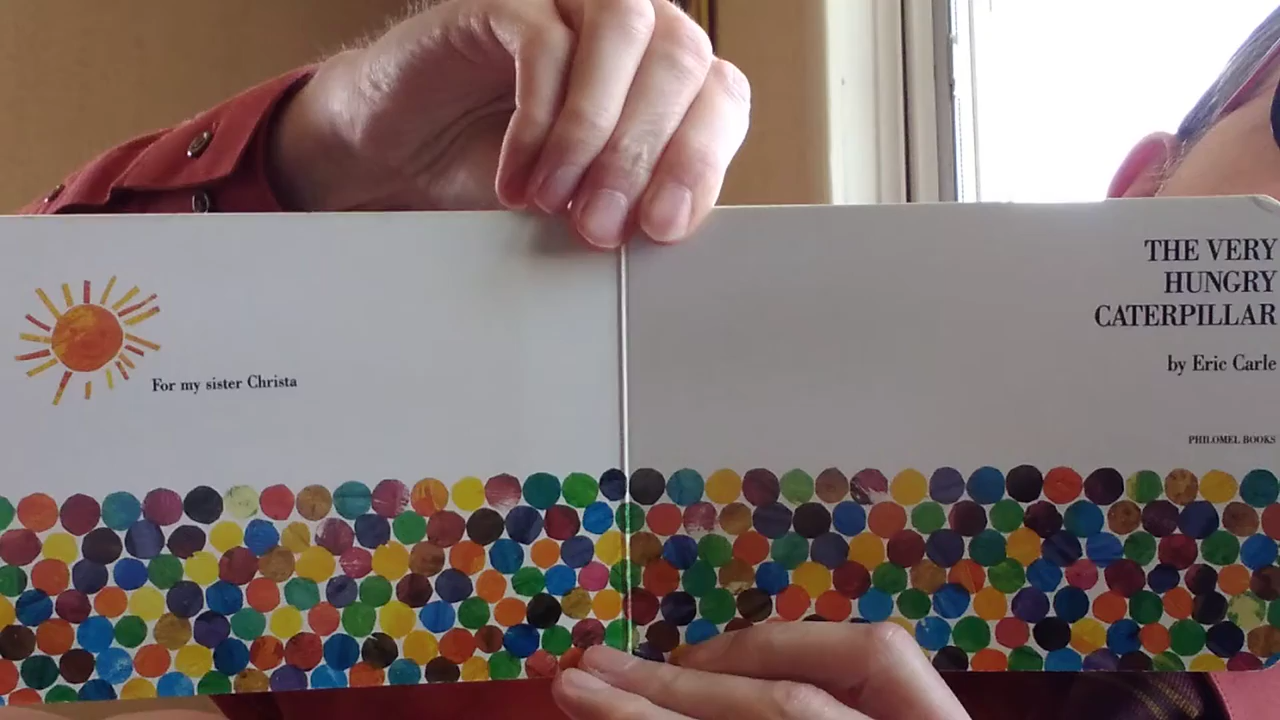 For my sister Christa
THE VERY
HUNGRY
CATERPILLAR
by Eric Carle
PHILOMEL BOOKS